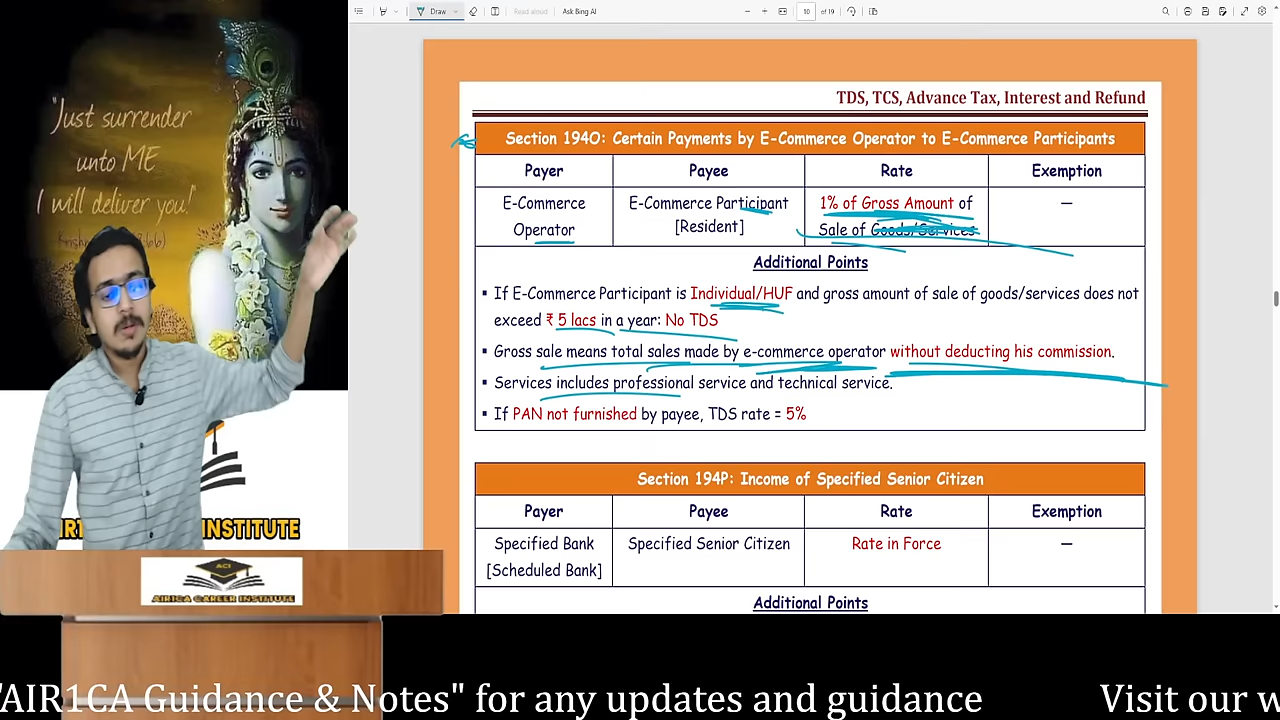 Draw
Read aloud
Ask Bing AI
10 of 19
"Just surrender
unto ME
I will deliver you!"
TDS, TCS, Advance Tax, Interest and Refund
Section 194O: Certain Payments by E-Commerce Operator to E-Commerce Participants
Payer Payee Rate Exemption
E-Commerce Operator
E-Commerce Participant
[Resident]
1% of Gross Amount of
Sale of Goods/Services
—
Additional Points
▪ If E-Commerce Participant is Individual/HUF and gross amount of sale of goods/services does not
exceed ₹ 5 lacs in a year: No TDS
▪ Gross sale means total sales made by e-commerce operator without deducting his commission.
▪ Services includes professional service and technical service.
▪ If PAN not furnished by payee, TDS rate = 5%
Section 194P: Income of Specified Senior Citizen
Payer Payee Rate Exemption
Specified Bank
[Scheduled Bank]
Specified Senior Citizen
Rate in Force
—
Additional Points
INSTITUTE
ACI
AIR1CA CAREER INSTITUTE
"AIR1CA Guidance & Notes" for any updates and guidance
Visit our w